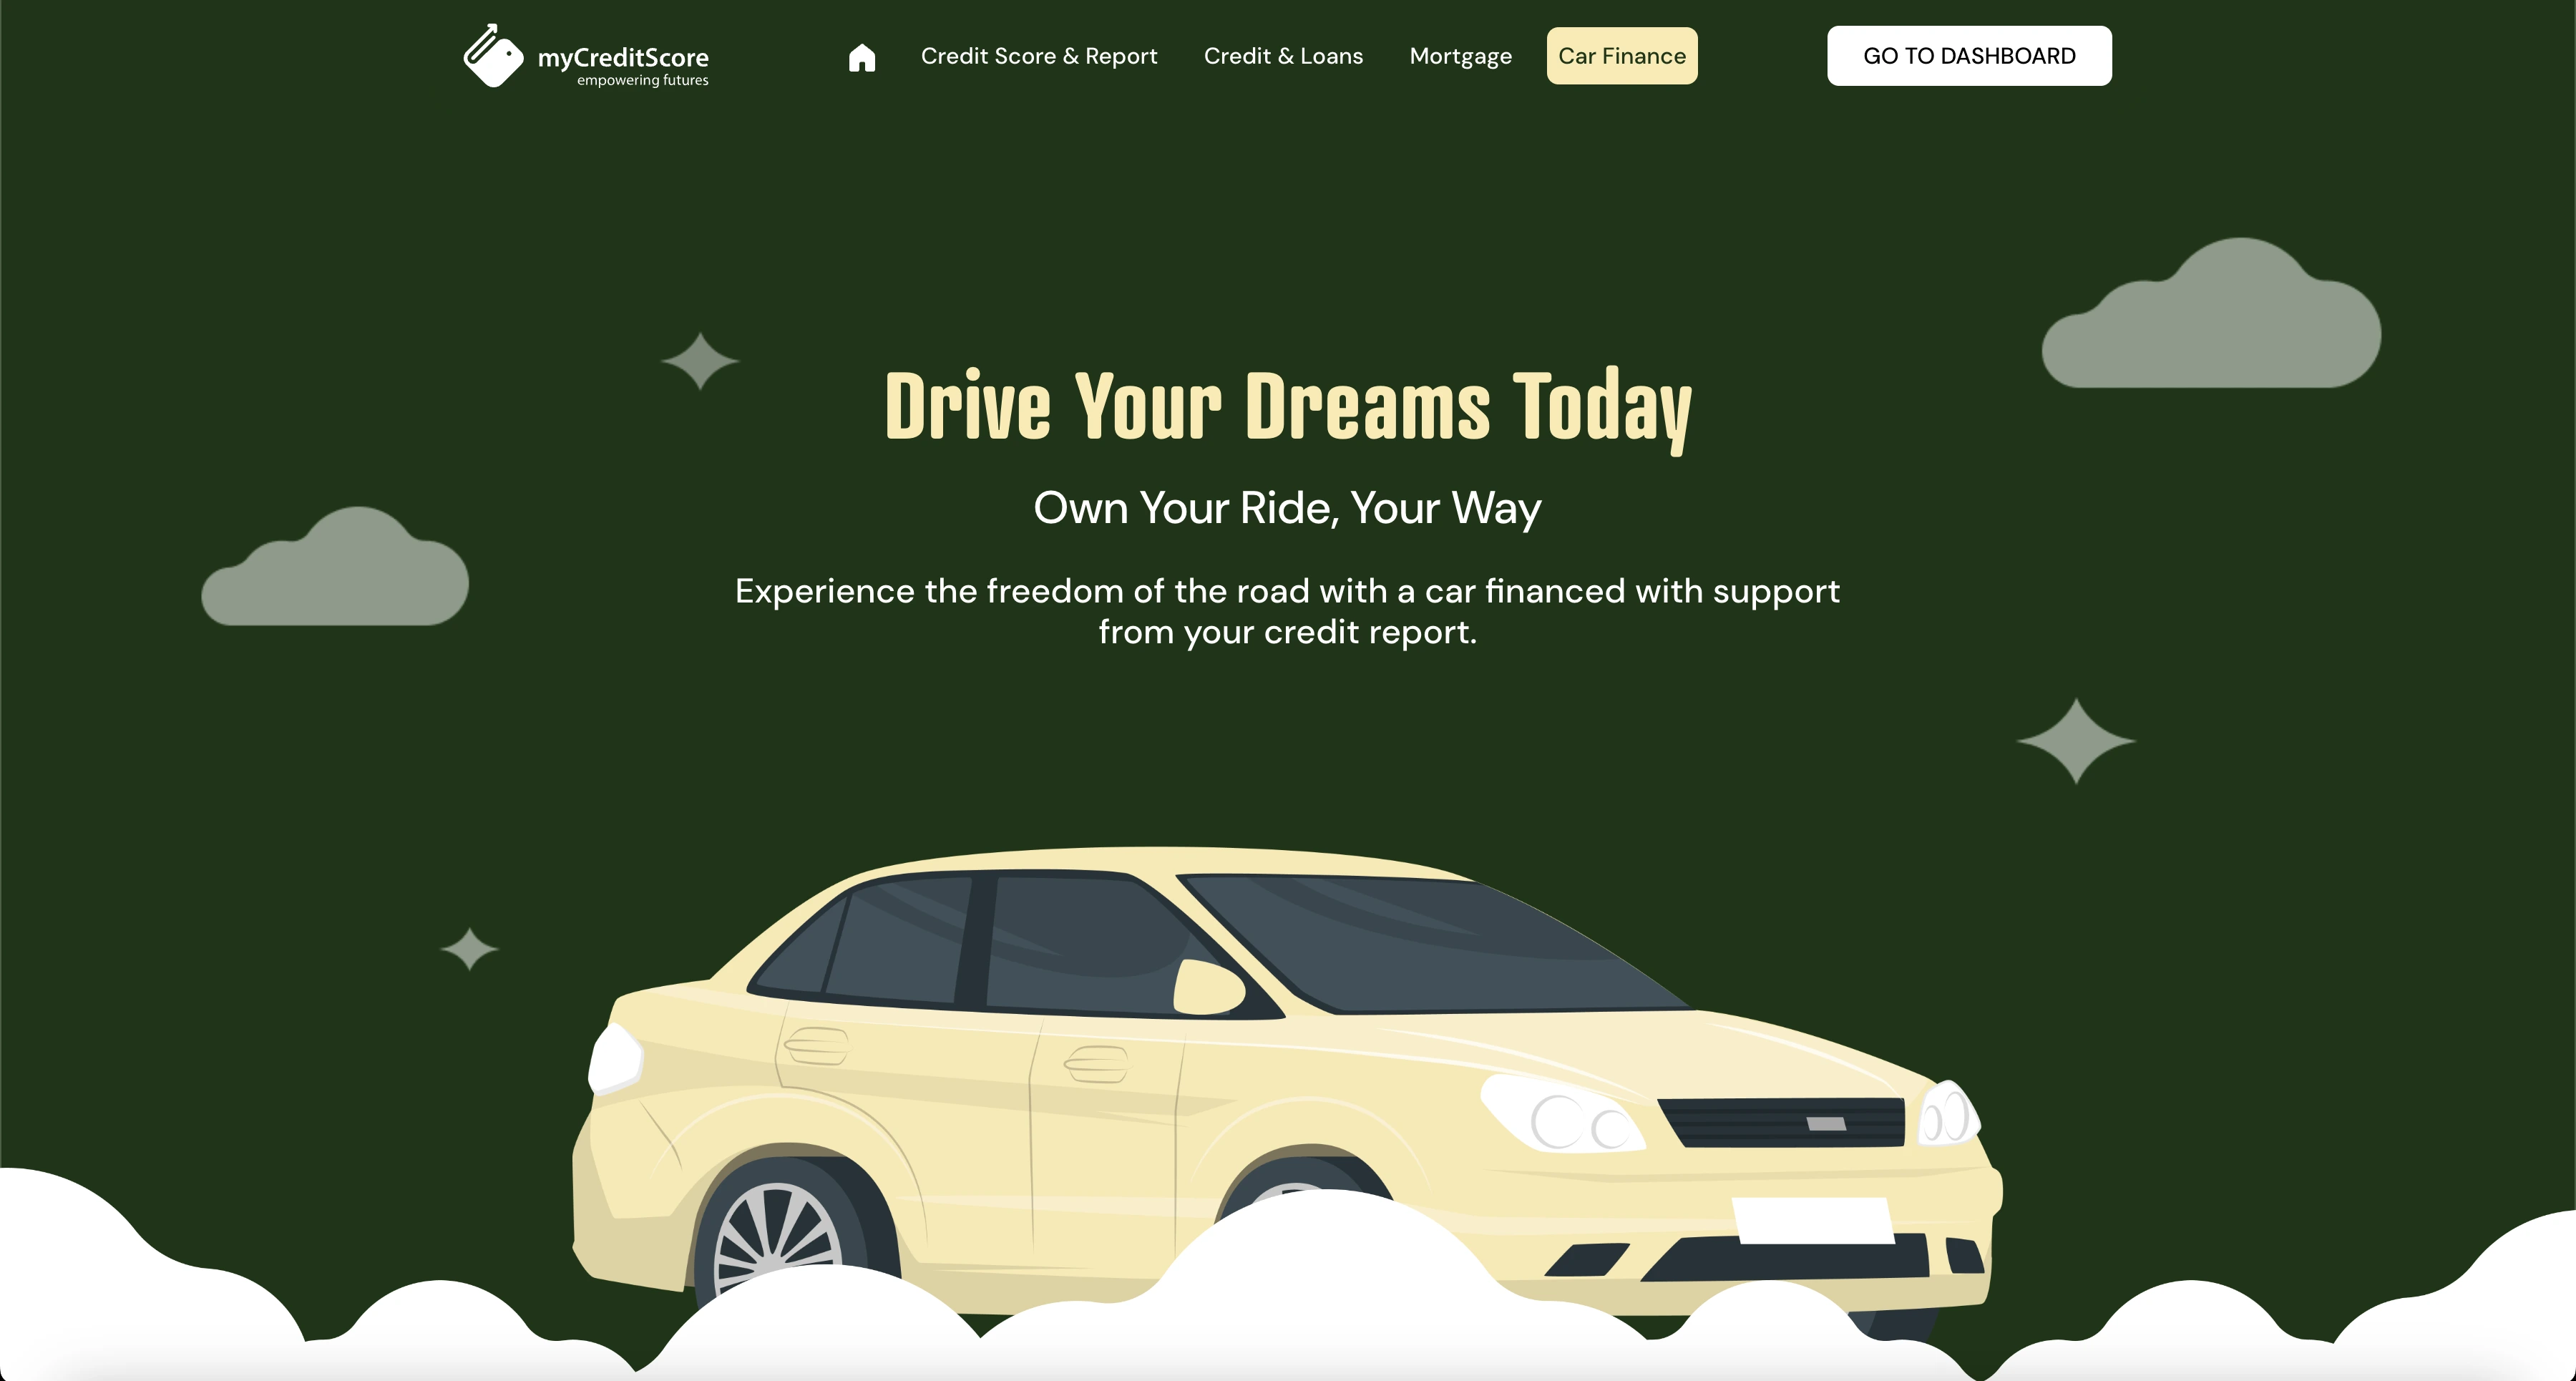 myCreditScore
empowering futures
Credit Score & Report
Credit & Loans
Mortgage
Car Finance
GO TO DASHBOARD
Drive Your Dreams Today
Own Your Ride, Your Way
Experience the freedom of the road with a car financed with support
from your credit report.